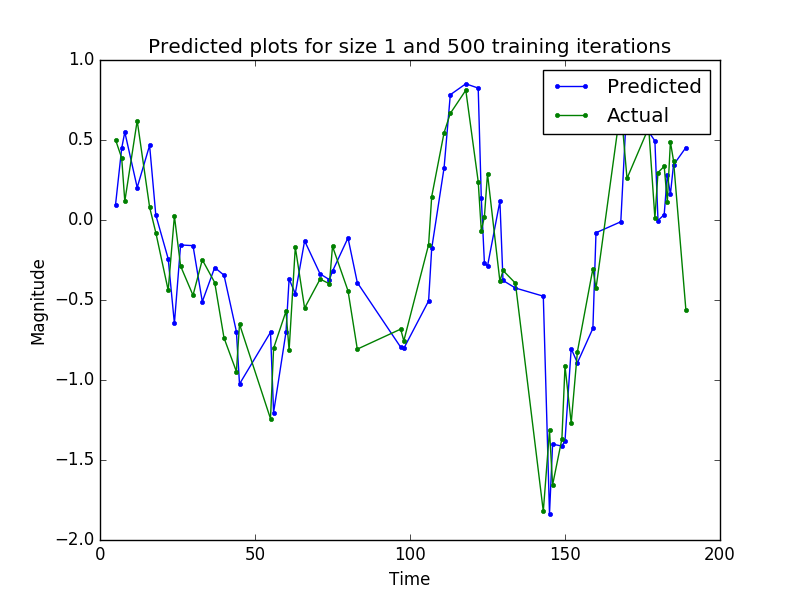 Predicted plots for size 1 and 500 training iterations
Predicted
Actual
1.0
0.5
0.0
−0.5
−1.0
−1.5
−2.0
Magnitude
0
50
100
150
200
Time